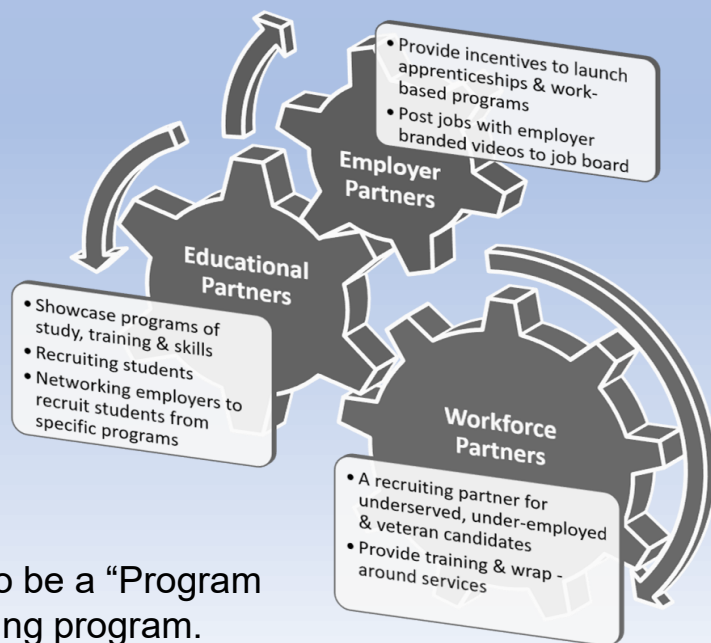 • Provide incentives to launch
apprenticeships & work-
based programs
• Post jobs with employer
branded videos to job board
Employer
Partners
Educational
Partners
• Showcase programs of
study, training & skills
• Recruiting students
• Networking employers to
recruit students from
specific programs
Workforce
Partners
• A recruiting partner for
underserved, under-employed
& veteran candidates
• Provide training & wrap -
around services
o be a “Program
ng program.